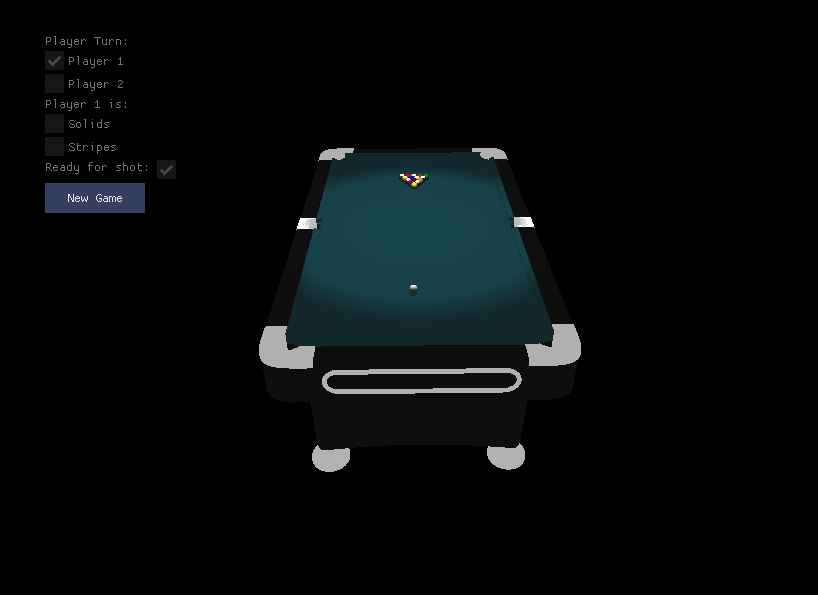 Player Turn:
Player 1
Player 2
Player 1 is:
Solids
Stripes
Ready for shot:
New Game